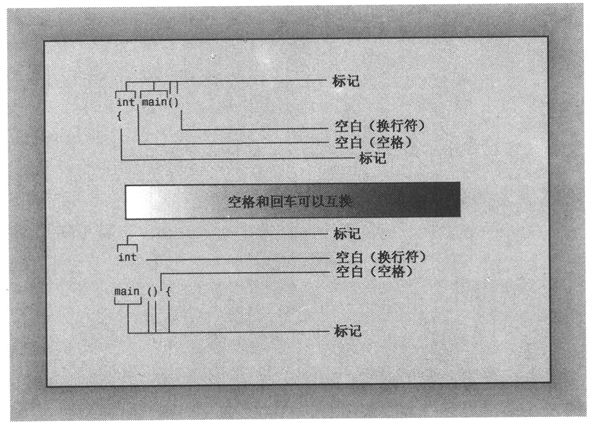 标记
int main()
空白（换行符）
{
空白（空格）
标记
空格和回车可以互换
标记
int
空白（换行符）
空白（空格）
main () {
标记